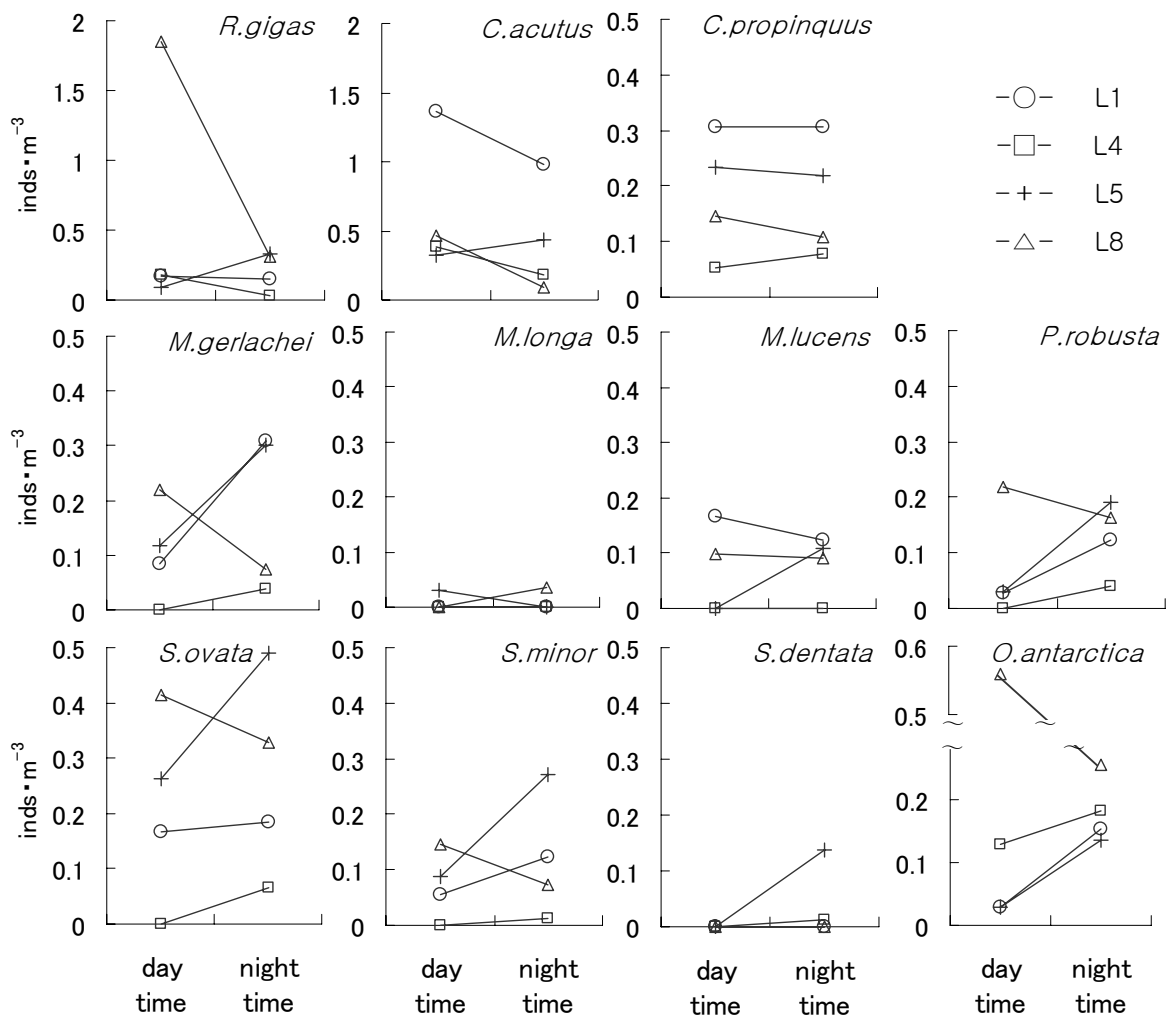 R.gigas
2
1.5
1
0.5
0
inds・m⁻³
C.acutus
2
1.5
1
0.5
0
C.propinquus
0.5
0.4
0.3
0.2
0.1
0
L1
L4
L5
L8
M.gerlachei
0.5
0.4
0.3
0.2
0.1
0
inds・m⁻³
M.longa
0.5
0.4
0.3
0.2
0.1
0
M.lucens
0.5
0.4
0.3
0.2
0.1
0
P.robusta
0.5
0.4
0.3
0.2
0.1
0
S.ovata
0.5
0.4
0.3
0.2
0.1
0
inds・m⁻³
day
time
night
time
S.minor
0.5
0.4
0.3
0.2
0.1
0
day
time
night
time
S.dentata
0.5
0.4
0.3
0.2
0.1
0
day
time
night
time
O.antarctica
0.6
0.5
0.2
0.1
0
day
time
night
time